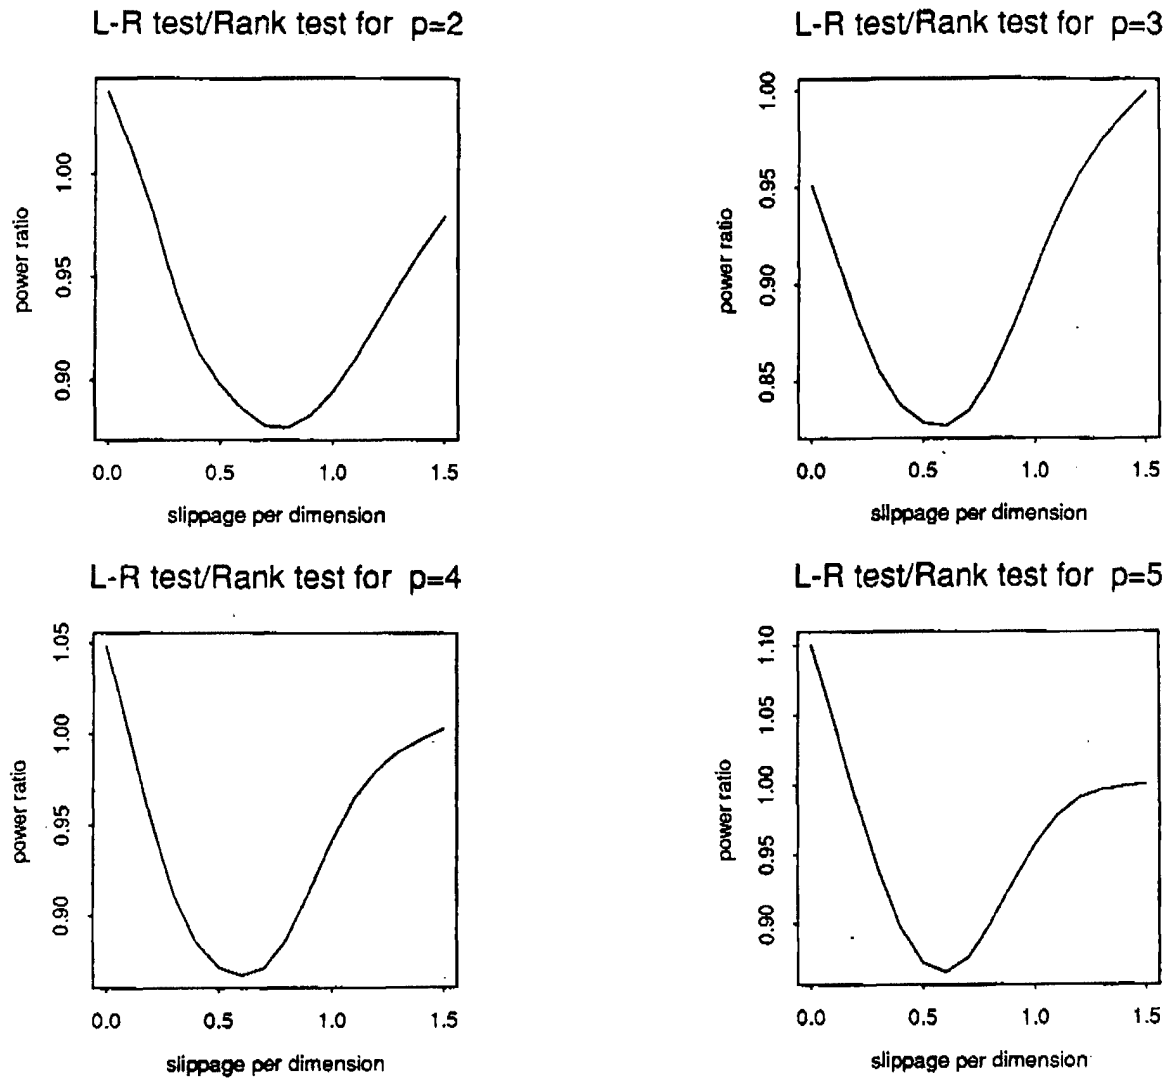 L-R test/Rank test for p=2
1.00
0.95
0.90
power ratio
0.0 0.5 1.0 1.5
slippage per dimension
L-R test/Rank test for p=3
1.00
0.95
0.90
0.85
power ratio
0.0 0.5 1.0 1.5
slippage per dimension
L-R test/Rank test for p=4
1.05
1.00
0.95
0.90
power ratio
0.0 0.5 1.0 1.5
slippage per dimension
L-R test/Rank test for p=5
1.10
1.05
1.00
0.95
0.90
power ratio
0.0 0.5 1.0 1.5
slippage per dimension